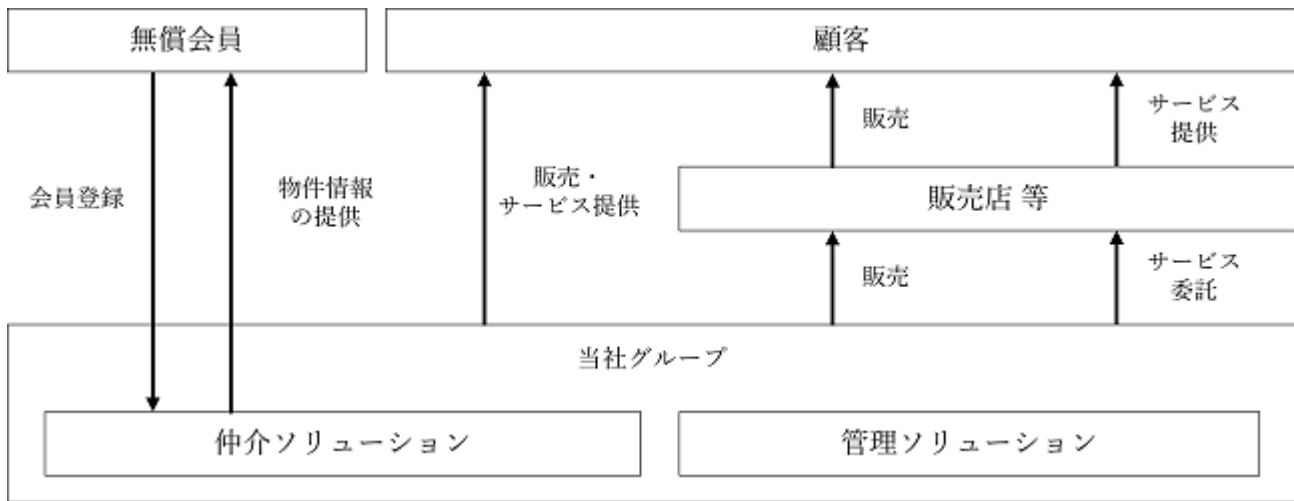 無償会員
顧客
販売
サービス
提供
会員登録
物件情報
の提供
販売・
サービス提供
販売店 等
販売
サービス
委託
当社グループ
仲介ソリューション
管理ソリューション